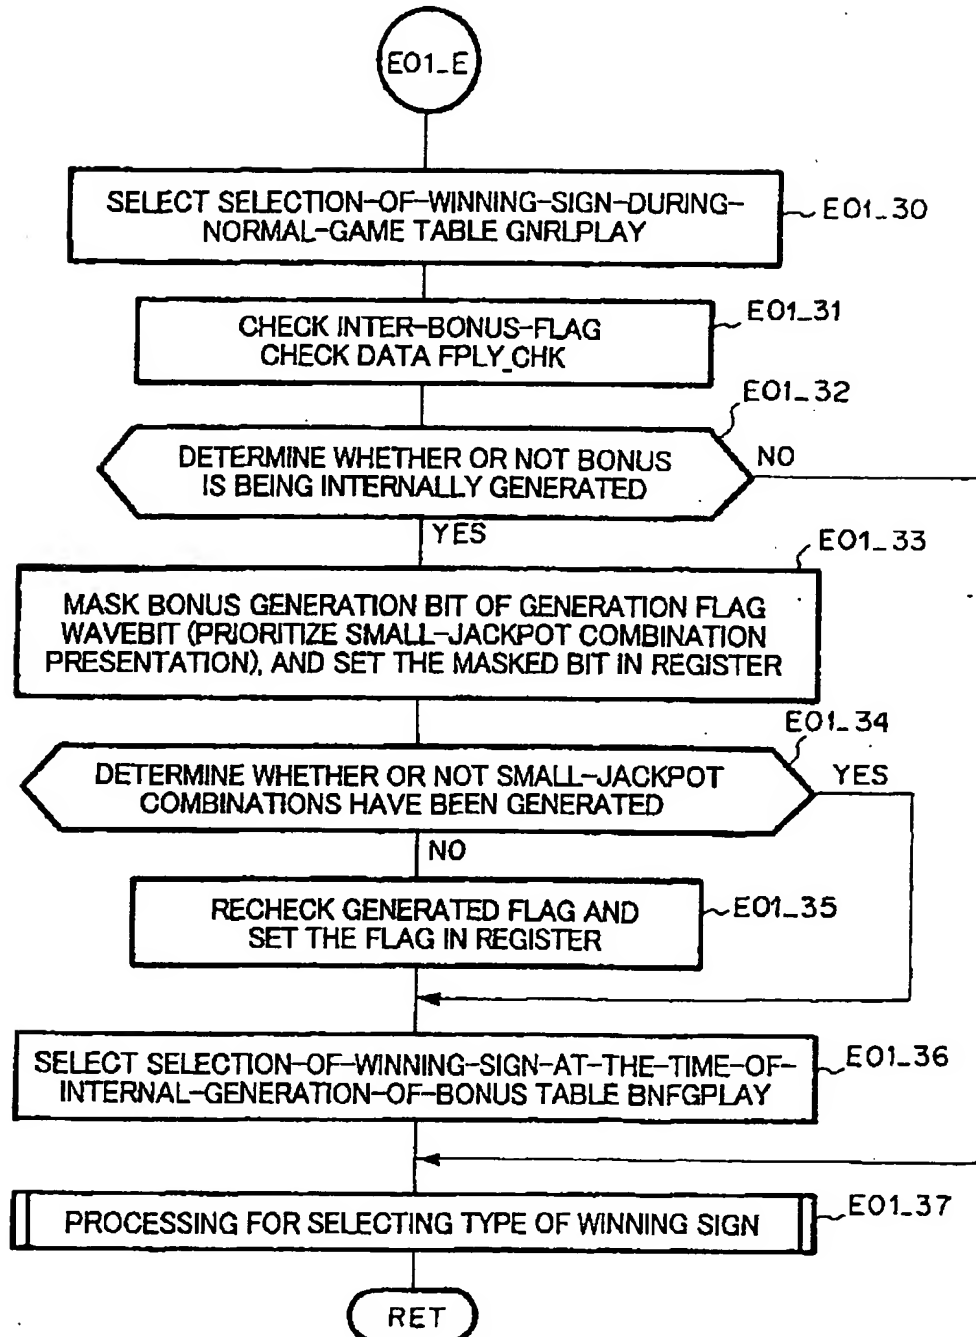 E01_E
SELECT SELECTION-OF-WINNING-SIGN-DURING-
NORMAL-GAME TABLE GNRLPLAY
E01_30
CHECK INTER-BONUS-FLAG
CHECK DATA FPLY_CHK
E01_31
E01_32
DETERMINE WHETHER OR NOT BONUS
IS BEING INTERNALLY GENERATED
NO
YES
E01_33
MASK BONUS GENERATION BIT OF GENERATION FLAG
WAVEBIT (PRIORITIZE SMALL-JACKPOT COMBINATION
PRESENTATION), AND SET THE MASKED BIT IN REGISTER
E01_34
DETERMINE WHETHER OR NOT SMALL-JACKPOT
COMBINATIONS HAVE BEEN GENERATED
YES
NO
RECHECK GENERATED FLAG AND
SET THE FLAG IN REGISTER
E01_35
SELECT SELECTION-OF-WINNING-SIGN-AT-THE-TIME-OF-
INTERNAL-GENERATION-OF-BONUS TABLE BNFGPLAY
E01_36
PROCESSING FOR SELECTING TYPE OF WINNING SIGN
E01_37
RET